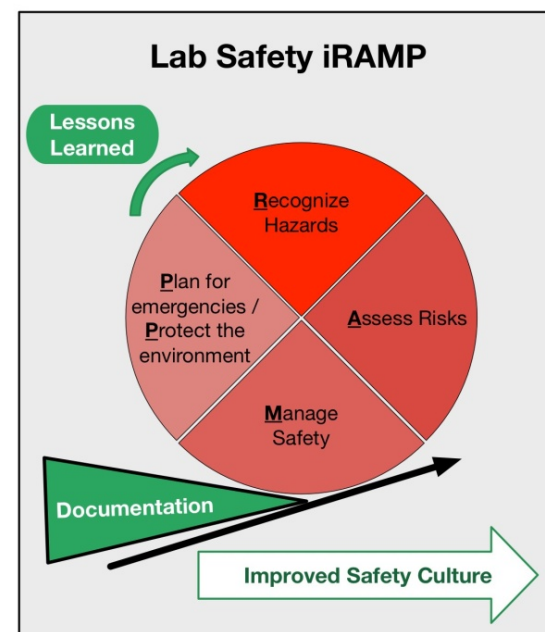 Lab Safety iRAMP
Lessons
Learned
Recognize
Hazards
Plan for
emergencies /
Protect the
environment
Assess Risks
Manage
Safety
Documentation
Improved Safety Culture